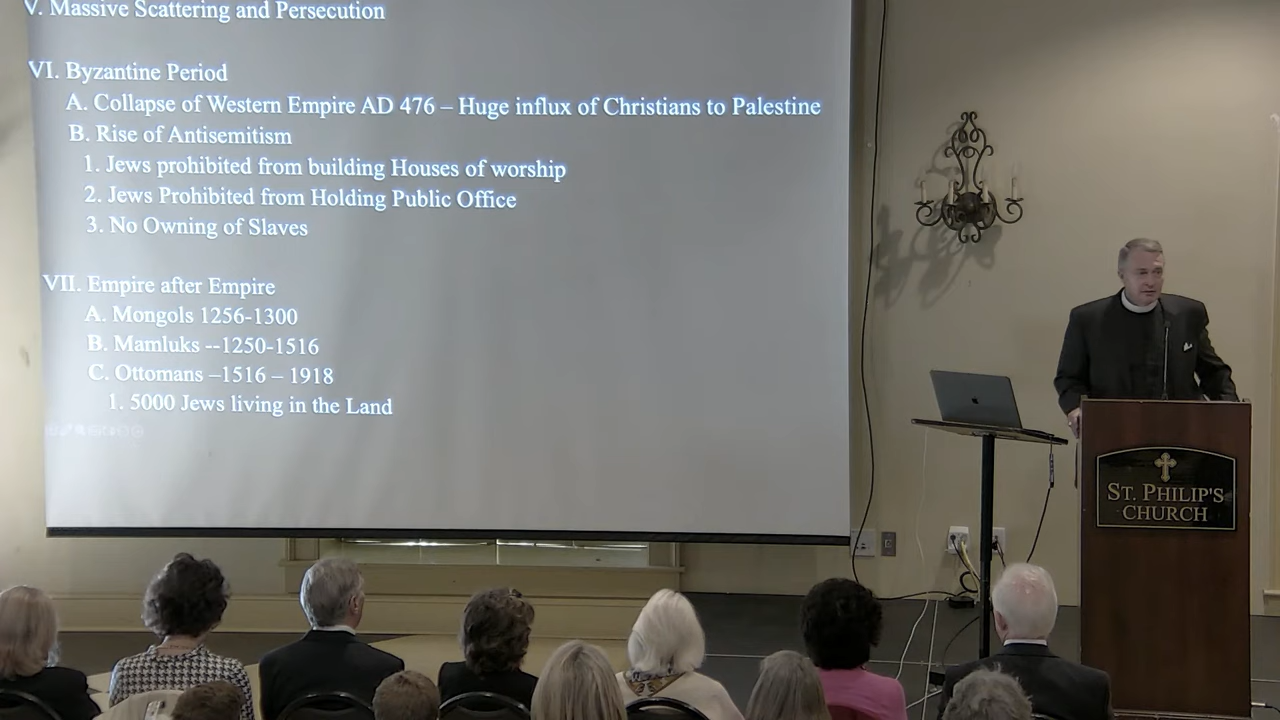 V. Massive Scattering and Persecution
VI. Byzantine Period
A. Collapse of Western Empire AD 476 – Huge influx of Christians to Palestine
B. Rise of Antisemitism
1. Jews prohibited from building Houses of worship
2. Jews Prohibited from Holding Public Office
3. No Owning of Slaves
VII. Empire after Empire
A. Mongols 1256-1300
B. Mamluks --1250-1516
C. Ottomans –1516 – 1918
1. 5000 Jews living in the Land
ST. PHILIP'S
CHURCH